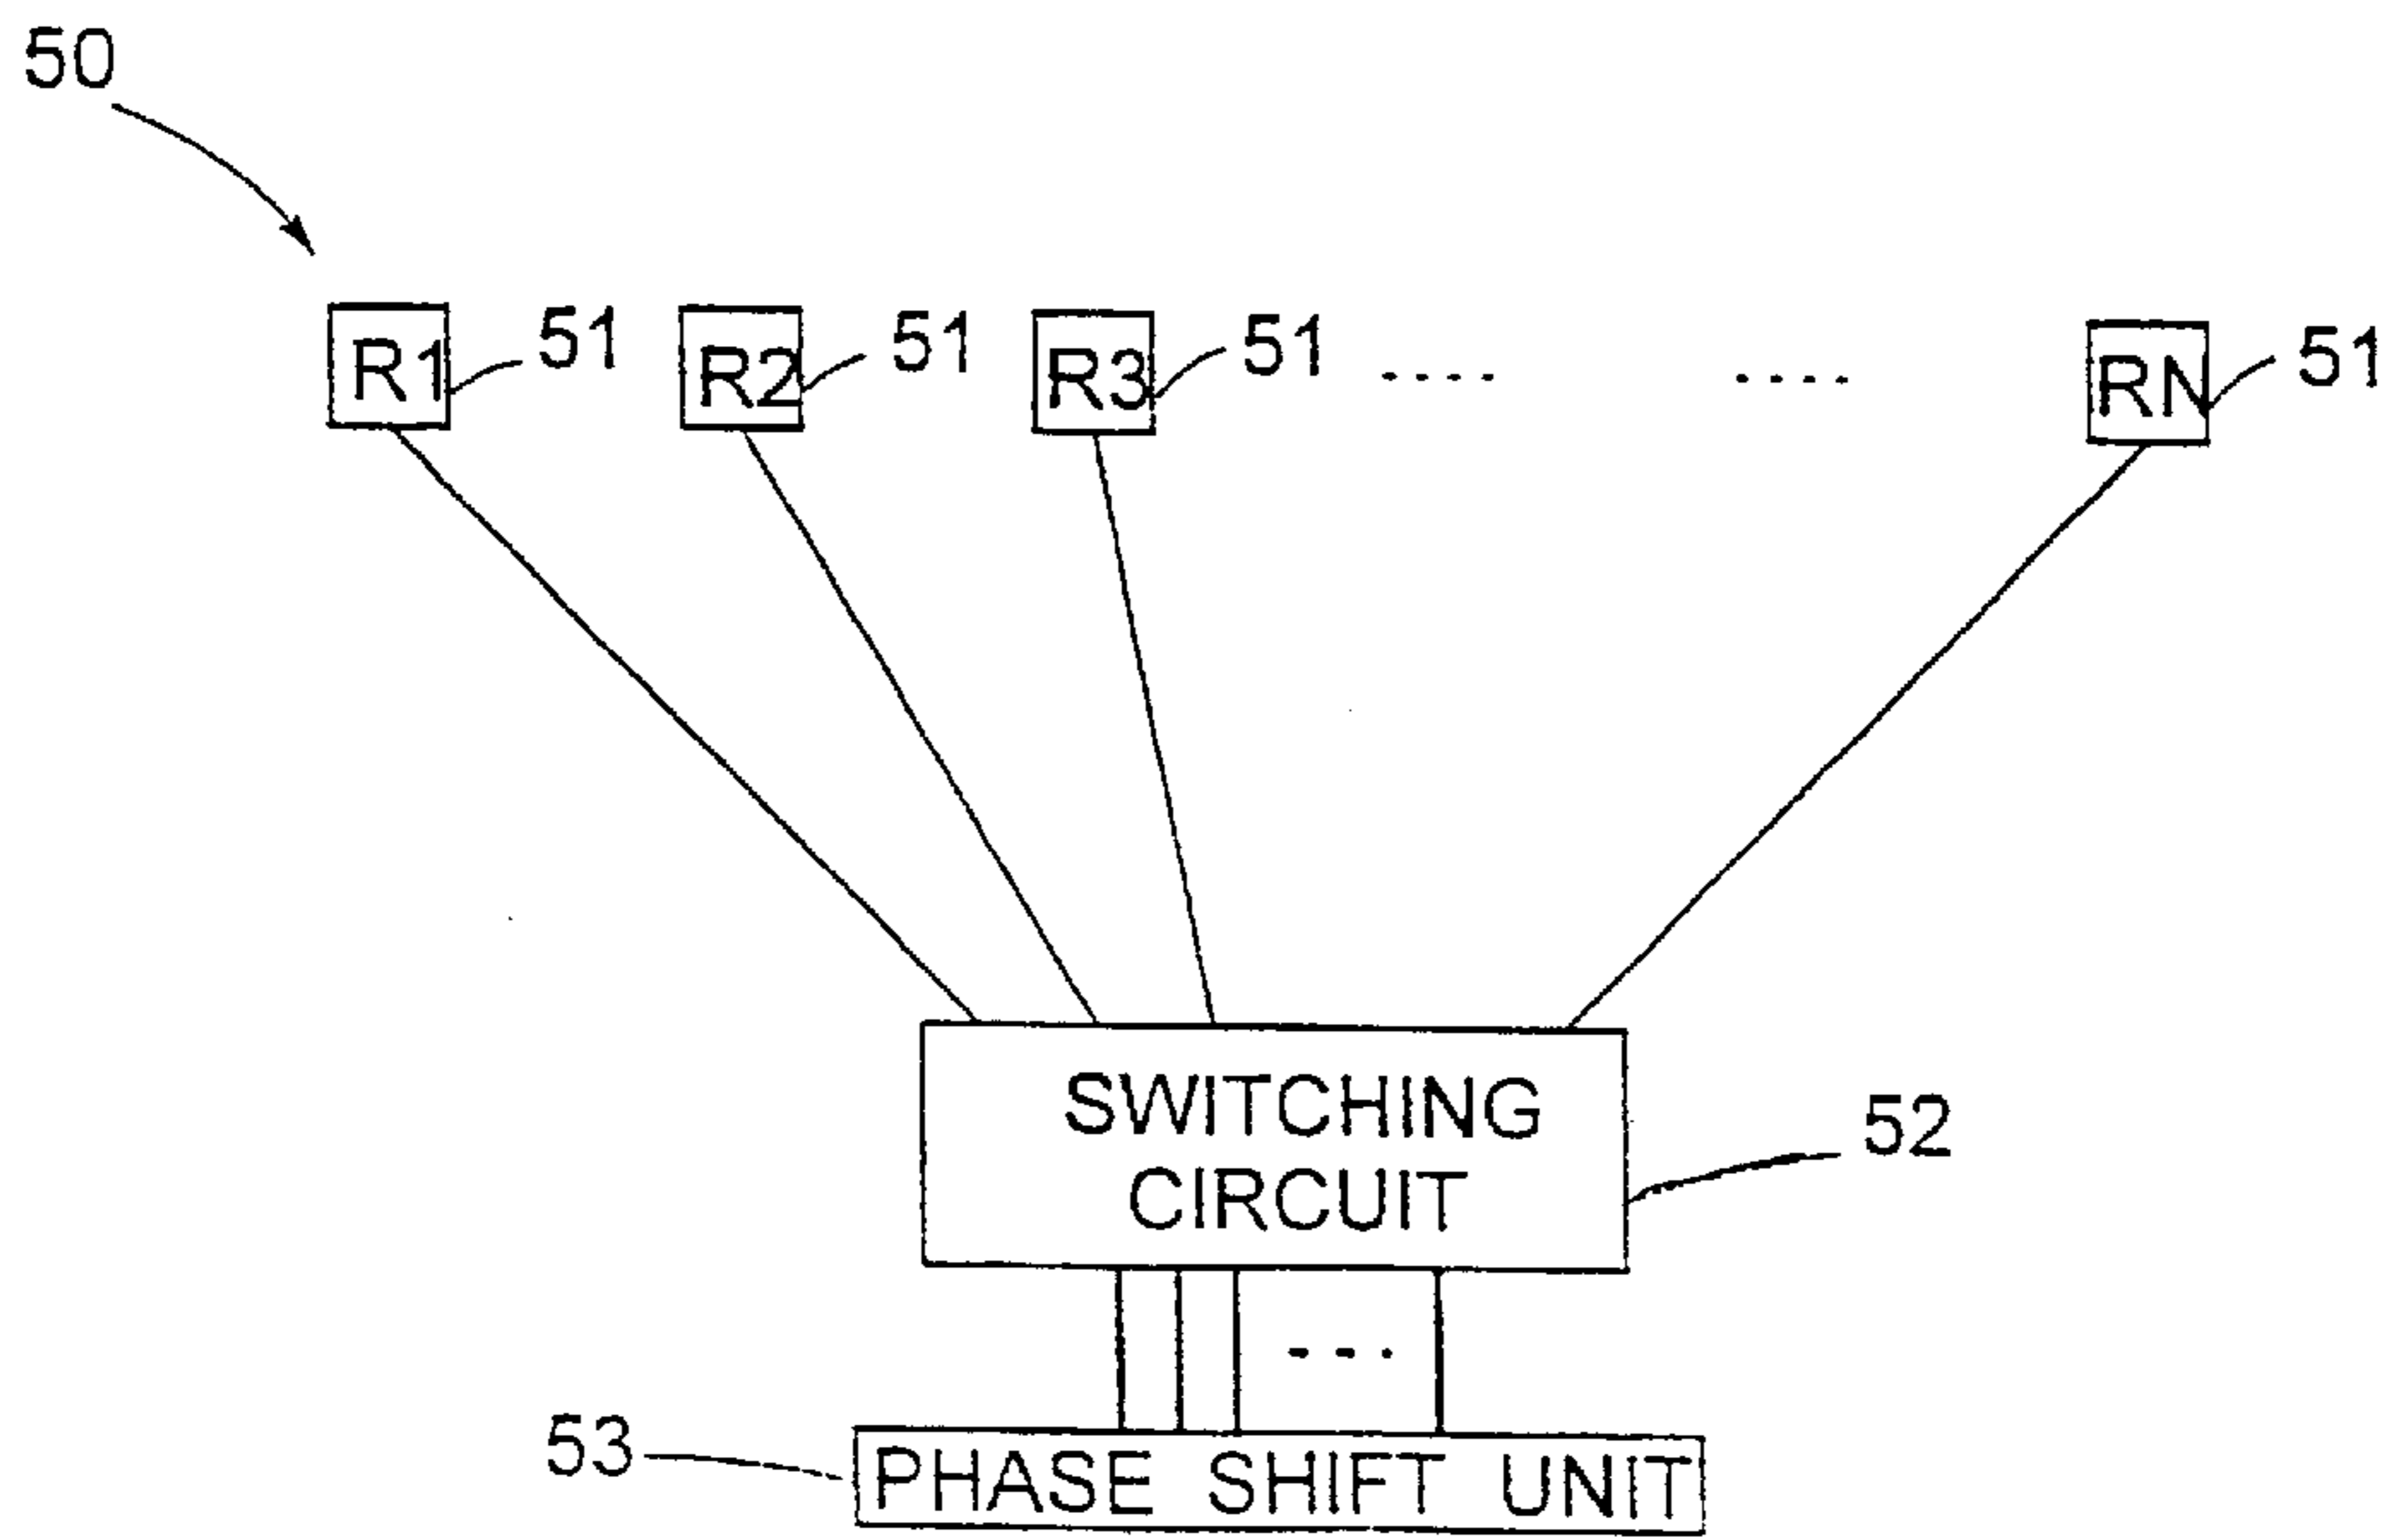 50
R1 51 R2 51 R3 51 .... .... RN 51
SWITCHING
CIRCUIT
52
...
53
PHASE SHIFT UNIT